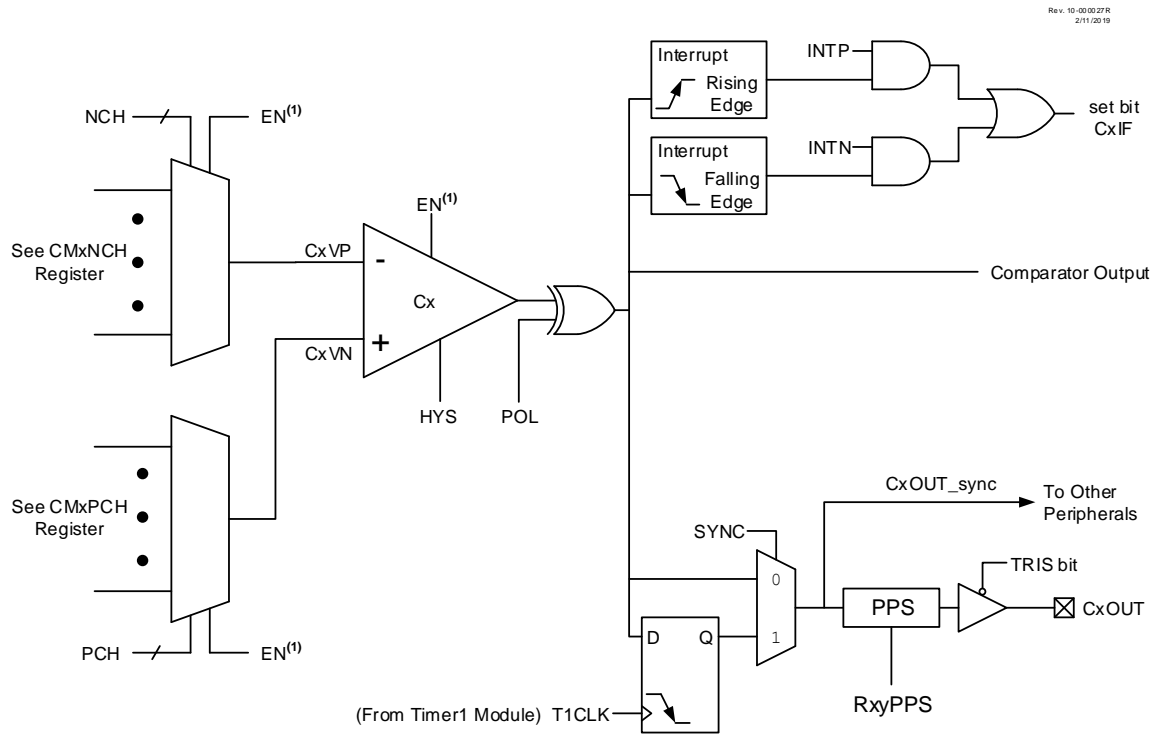 Rev. 10-000027R
2/11/2019
NCH
EN(1)
See CMxNCH
Register
CxVP
EN(1)
-
Cx
+
CxVN
HYS
POL
Interrupt
Rising
Edge
INTP
Interrupt
Falling
Edge
INTN
set bit
CxIF
Comparator Output
See CMxPCH
Register
PCH
EN(1)
CxOUT_sync
To Other
Peripherals
SYNC
0
1
TRIS bit
PPS
CxOUT
RxyPPS
D
Q
(From Timer1 Module) T1CLK